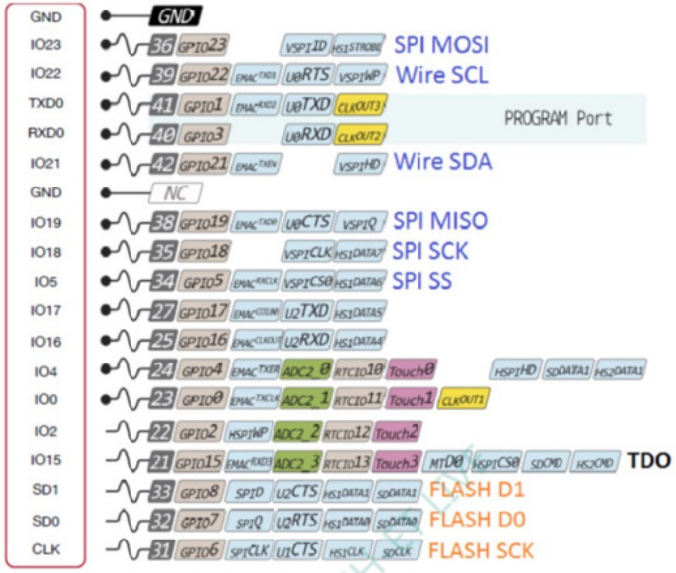 GND GND
IO23 36 GPIO23 VSPIID HS1STROBE SPI MOSI
IO22 39 GPIO22 EMACTXD1 U0RTS VSPIWP Wire SCL
TXD0 41 GPIO1 EMACRXD2 U0TXD CLKOUT3
PROGRAM Port
RXD0 40 GPIO3 U0RXD CLKOUT2
IO21 42 GPIO21 EMACTXEN VSPIHD Wire SDA
GND NC
IO19 38 GPIO19 EMACTXD0 U0CTS VSPIQ SPI MISO
IO18 35 GPIO18 VSPICLK HS1DATA7 SPI SCK
IO5 34 GPIO5 EMACRXCLK VSPICS0 HS1DATA6 SPI SS
IO17 27 GPIO17 U2TXD HS1DATA5
IO16 25 GPIO16 EMACCLKOUT U2RXD HS1DATA4
IO4 24 GPIO4 EMACTXER ADC2_0 RTCIO10 Touch0 HSPIHD SDDATA1 HS2DATA1
IO0 23 GPIO0 EMACTXCLK ADC2_1 RTCIO11 Touch1 CLKOUT1
IO2 22 GPIO2 HSPIWP ADC2_2 RTCIO12 Touch2
IO15 21 GPIO15 EMACRXD3 ADC2_3 RTCIO13 Touch3 MTDO HSPICS0 SDCMD HS2CMD TDO
SD1 33 GPIO8 SPID U2CTS HS1DATA1 SDDATA1 FLASH D1
SD0 32 GPIO7 SPIQ U2RTS HS1DATA0 SDDATA0 FLASH D0
CLK 31 GPIO6 SPICLK U1CTS HS1CLK SDCLK FLASH SCK